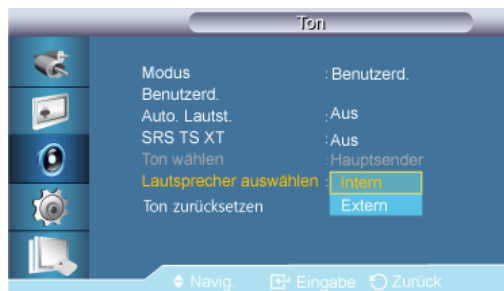 Ton
Modus : Benutzerd.
Benutzerd.
Auto. Lautst. : Aus
SRS TS XT : Aus
Ton wählen : Hauptsender
Lautsprecher auswählen : Intern
Extern
Ton zurücksetzen
Navig. Eingabe Zurück